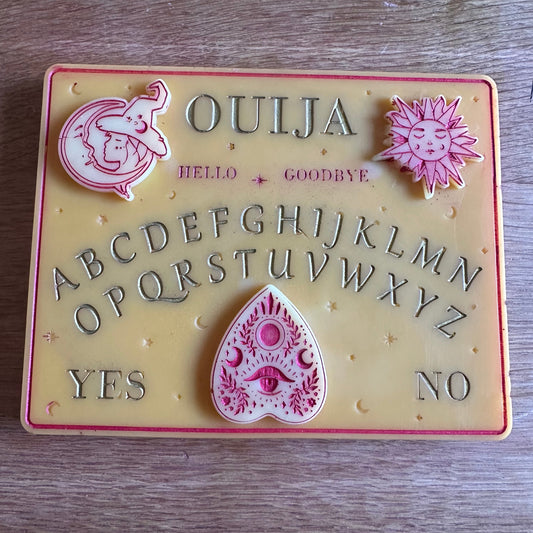 OUIJA
HELLO GOODBYE
ABCDEFGHIJKLMN
OPQRSTUVWXYZ
YES NO